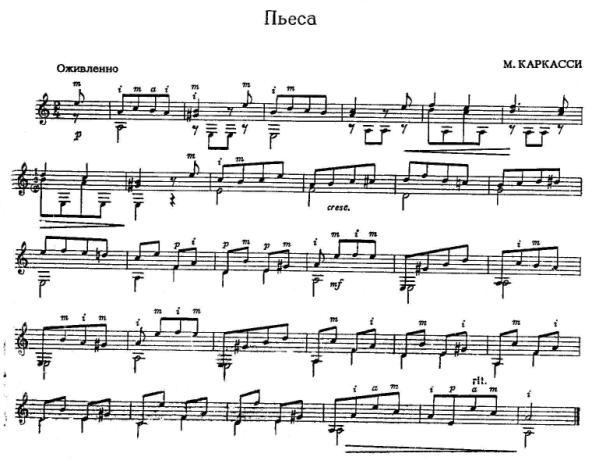 Пьеса
Оживленно
М. КАРКАССИ
m i m a i i m i m m
p
m i m
cresc.
m i p i p m p m i m i m m i
mf
m i m i m i m i m i
rit.
i a m i p a m i